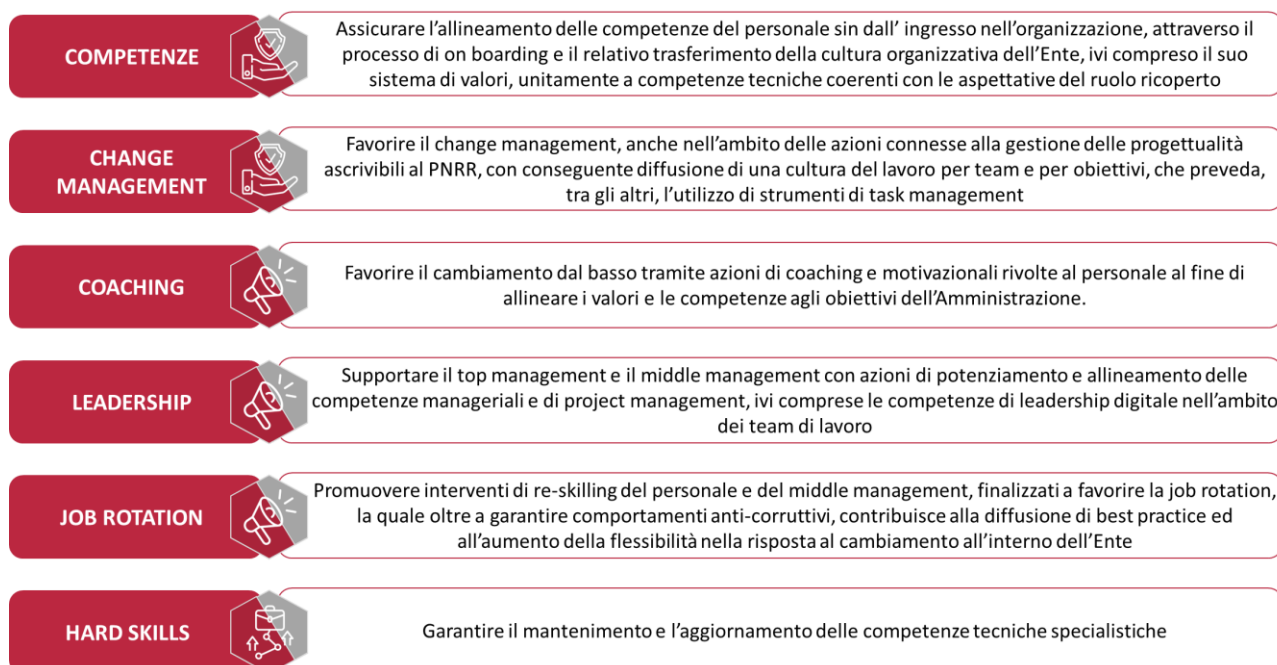 COMPETENZE
Assicurare l'allineamento delle competenze del personale sin dall' ingresso nell'organizzazione, attraverso il
processo di on boarding e il relativo trasferimento della cultura organizzativa dell'Ente, ivi compreso il suo
sistema di valori, unitamente a competenze tecniche coerenti con le aspettative del ruolo ricoperto
CHANGE
MANAGEMENT
Favorire il change management, anche nell'ambito delle azioni connesse alla gestione delle progettualità
ascrivibili al PNRR, con conseguente diffusione di una cultura del lavoro per team e per obiettivi, che preveda,
tra gli altri, l'utilizzo di strumenti di task management
COACHING
Favorire il cambiamento dal basso tramite azioni di coaching e motivazionali rivolte al personale al fine di
allineare i valori e le competenze agli obiettivi dell'Amministrazione.
LEADERSHIP
Supportare il top management e il middle management con azioni di potenziamento e allineamento delle
competenze manageriali e di project management, ivi comprese le competenze di leadership digitale nell'ambito
dei team di lavoro
JOB ROTATION
Promuovere interventi di re-skilling del personale e del middle management, finalizzati a favorire la job rotation,
la quale oltre a garantire comportamenti anti-corruttivi, contribuisce alla diffusione di best practice ed
all'aumento della flessibilità nella risposta al cambiamento all'interno dell'Ente
HARD SKILLS
Garantire il mantenimento e l'aggiornamento delle competenze tecniche specialistiche